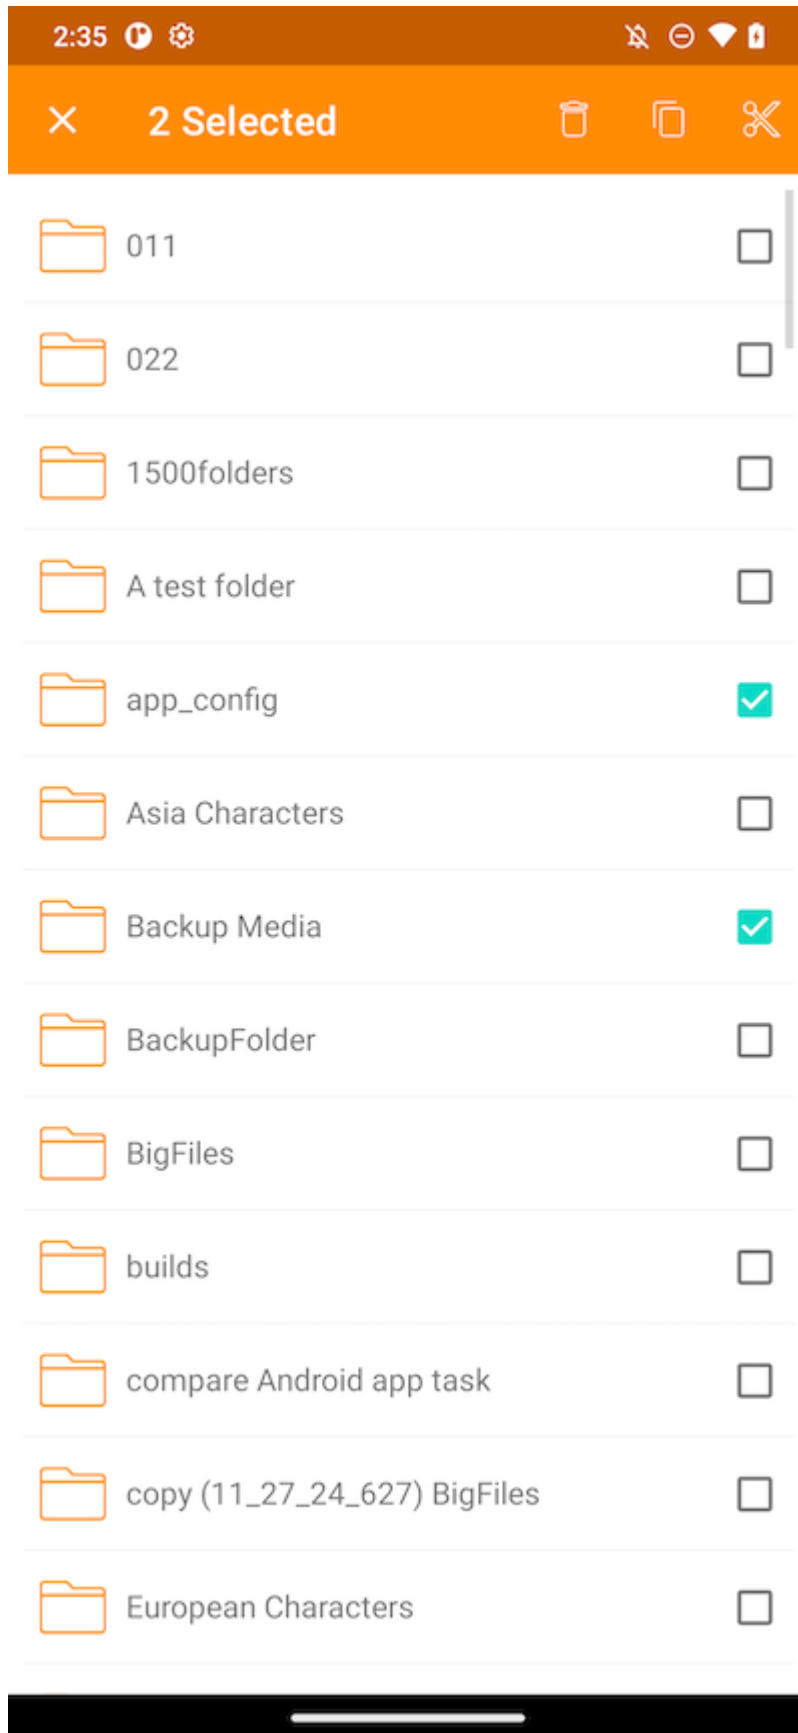 2:35
2 Selected
011
022
1500folders
A test folder
app_config
Asia Characters
Backup Media
BackupFolder
BigFiles
builds
compare Android app task
copy (11_27_24_627) BigFiles
European Characters